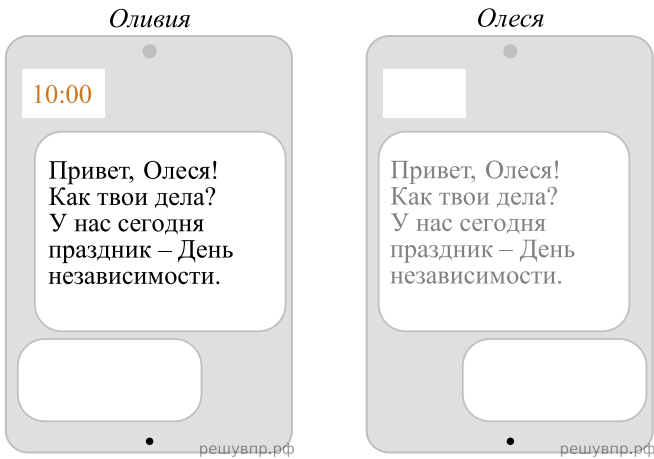 Оливия
10:00
Привет, Олеся!
Как твои дела?
У нас сегодня
праздник – День
независимости.
решувпр.рф
Олеся
Привет, Олеся!
Как твои дела?
У нас сегодня
праздник – День
независимости.
решувпр.рф